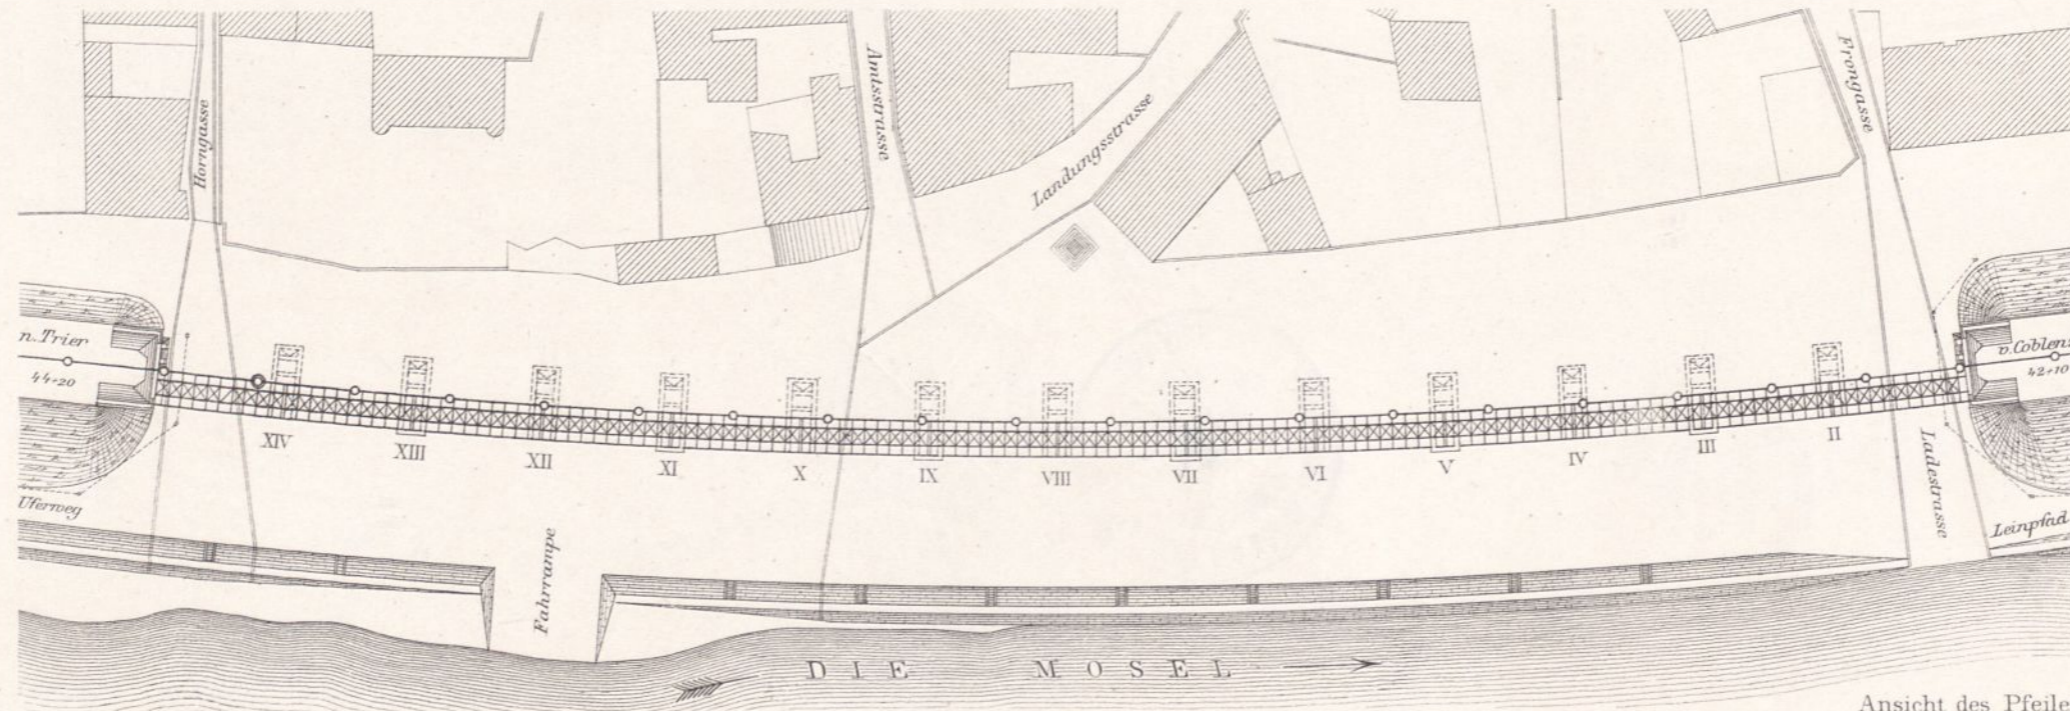 Horngasse
Amtsstrasse
Landungsstrasse
Frongasse
n. Trier
44+20
v. Coblenz
42+10
XIV
XIII
XII
XI
X
IX
VIII
VII
VI
V
IV
III
II
Uferweg
Fahrrampe
Ladestrasse
Leinpfad
DIE MOSEL
Ansicht des Pfeile